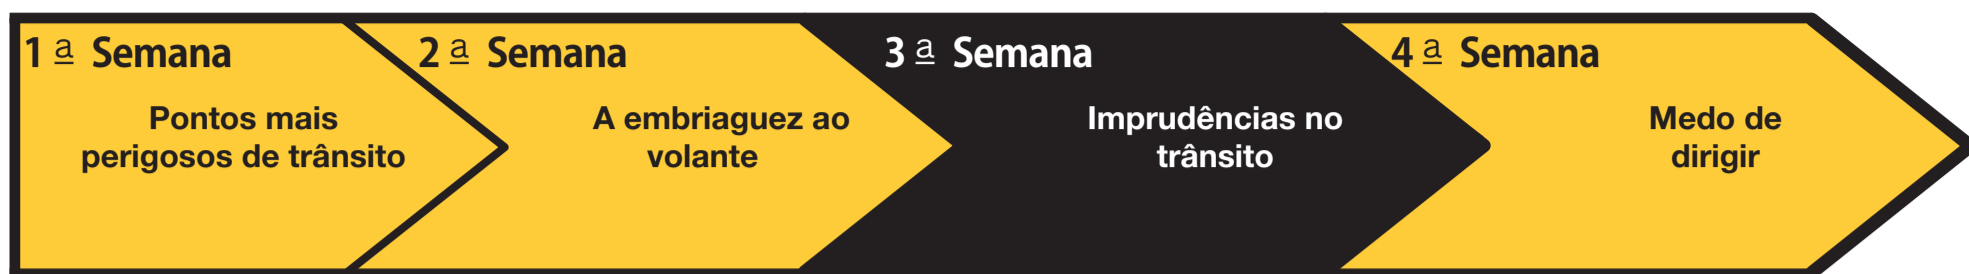 1 ª Semana
Pontos mais
perigosos de trânsito
2 ª Semana
A embriaguez ao
volante
3 ª Semana
Imprudências no
trânsito
4 ª Semana
Medo de
dirigir